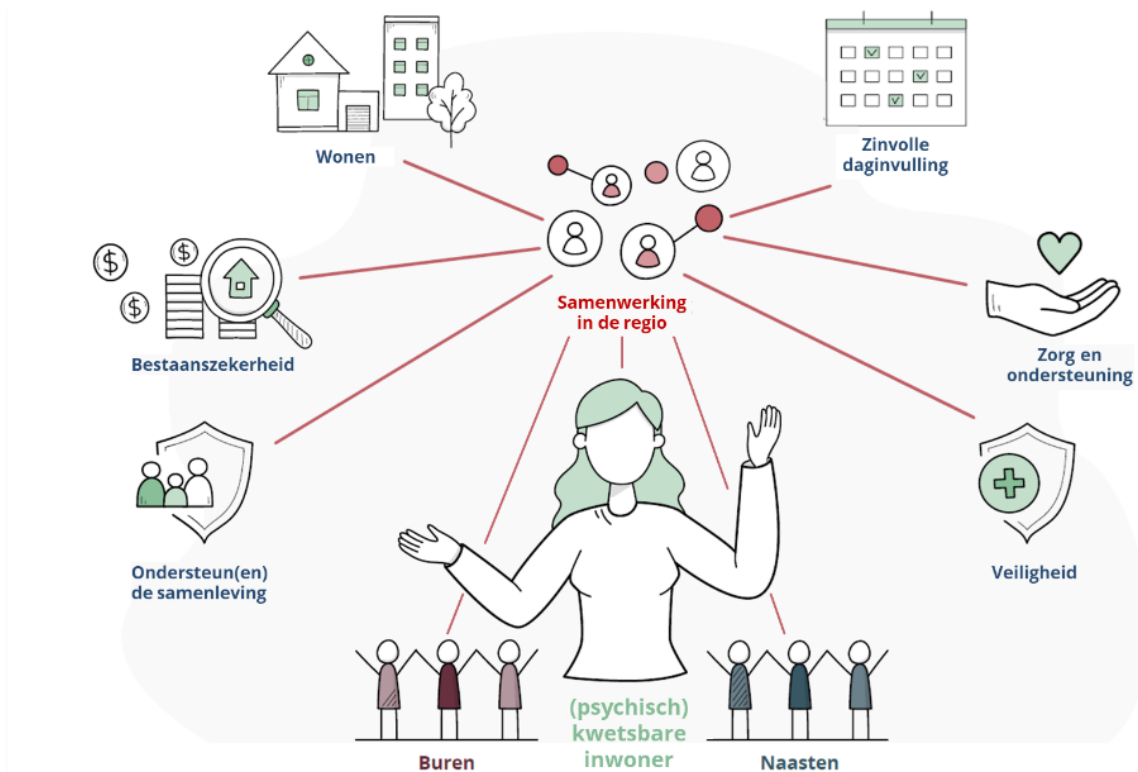 Wonen
Zinvolle
daginvulling
Samenwerking
in de regio
Bestaanszekerheid
Zorg en
ondersteuning
Ondersteun(en)
de samenleving
Veiligheid
(psychisch)
kwetsbare
inwoner
Buren
Naasten
$
$
$